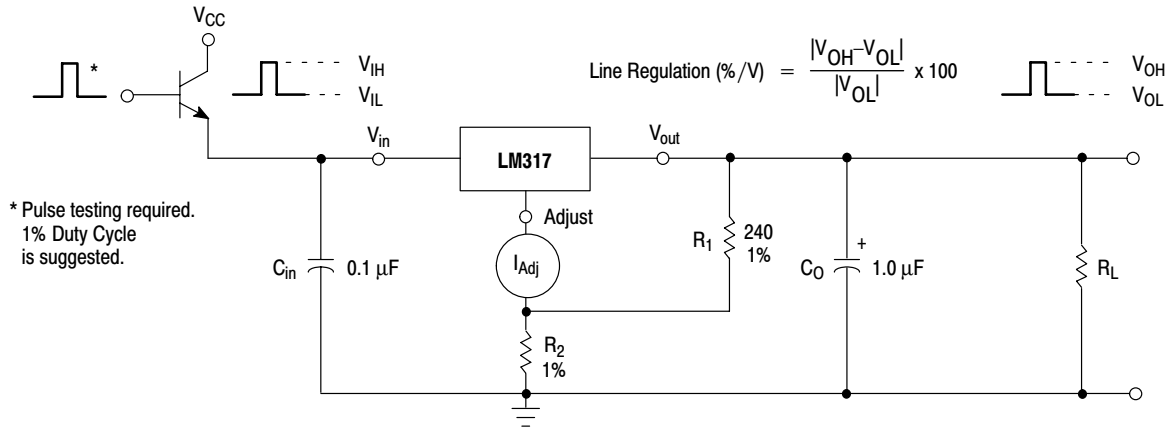 V_CC
*
V_IH
V_IL
Line Regulation (%/V) = |V_OH–V_OL| / |V_OL| x 100
V_OH
V_OL
V_in
LM317
V_out
* Pulse testing required.
1% Duty Cycle
is suggested.
Adjust
I_Adj
C_in
0.1 μF
R_1
240
1%
C_O
+
1.0 μF
R_L
R_2
1%